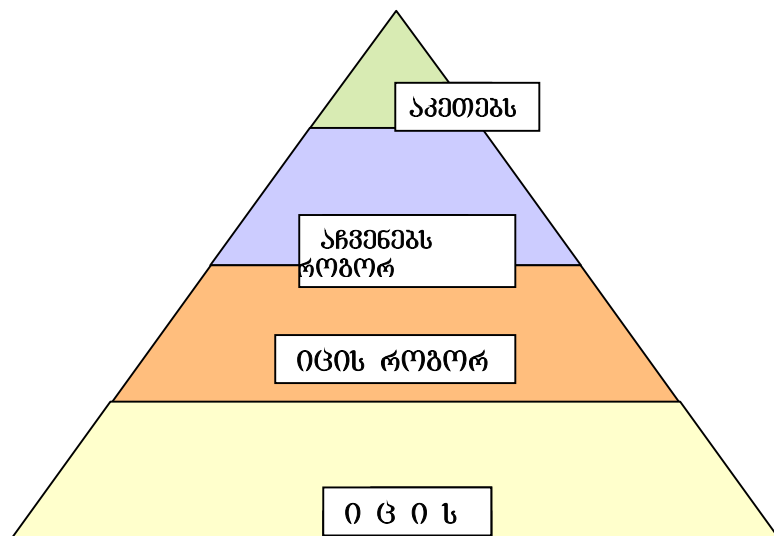 აკეთებს
აჩვენებს
როგორ
იცის როგორ
ი ც ი ს